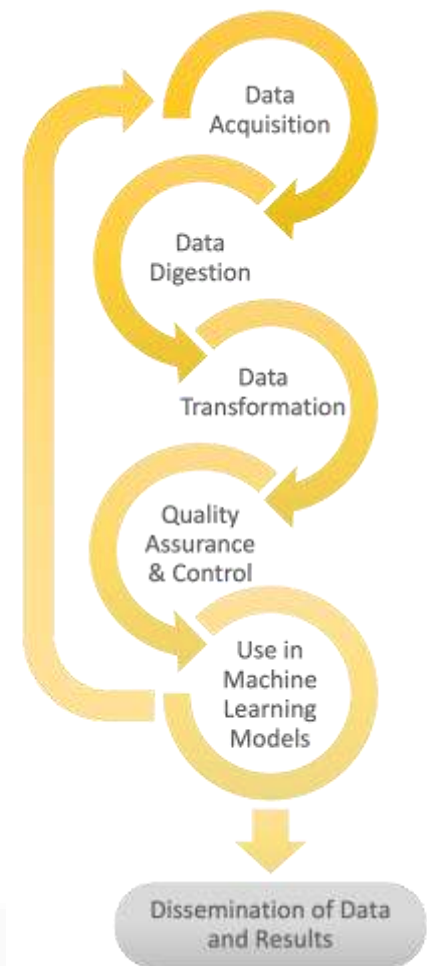 Data
Acquisition
Data
Digestion
Data
Transformation
Quality
Assurance
& Control
Use in
Machine
Learning
Models
Dissemination of Data
and Results